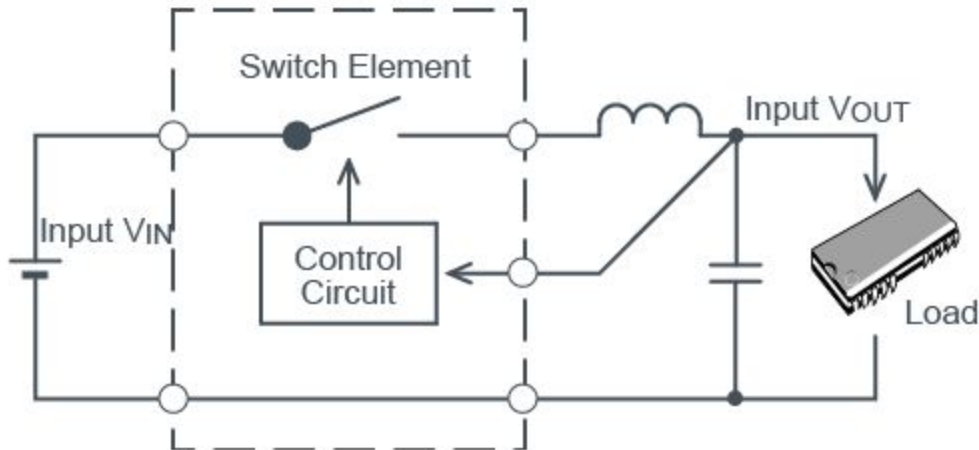 Switch Element
Input VOUT
Input VIN
Control
Circuit
Load